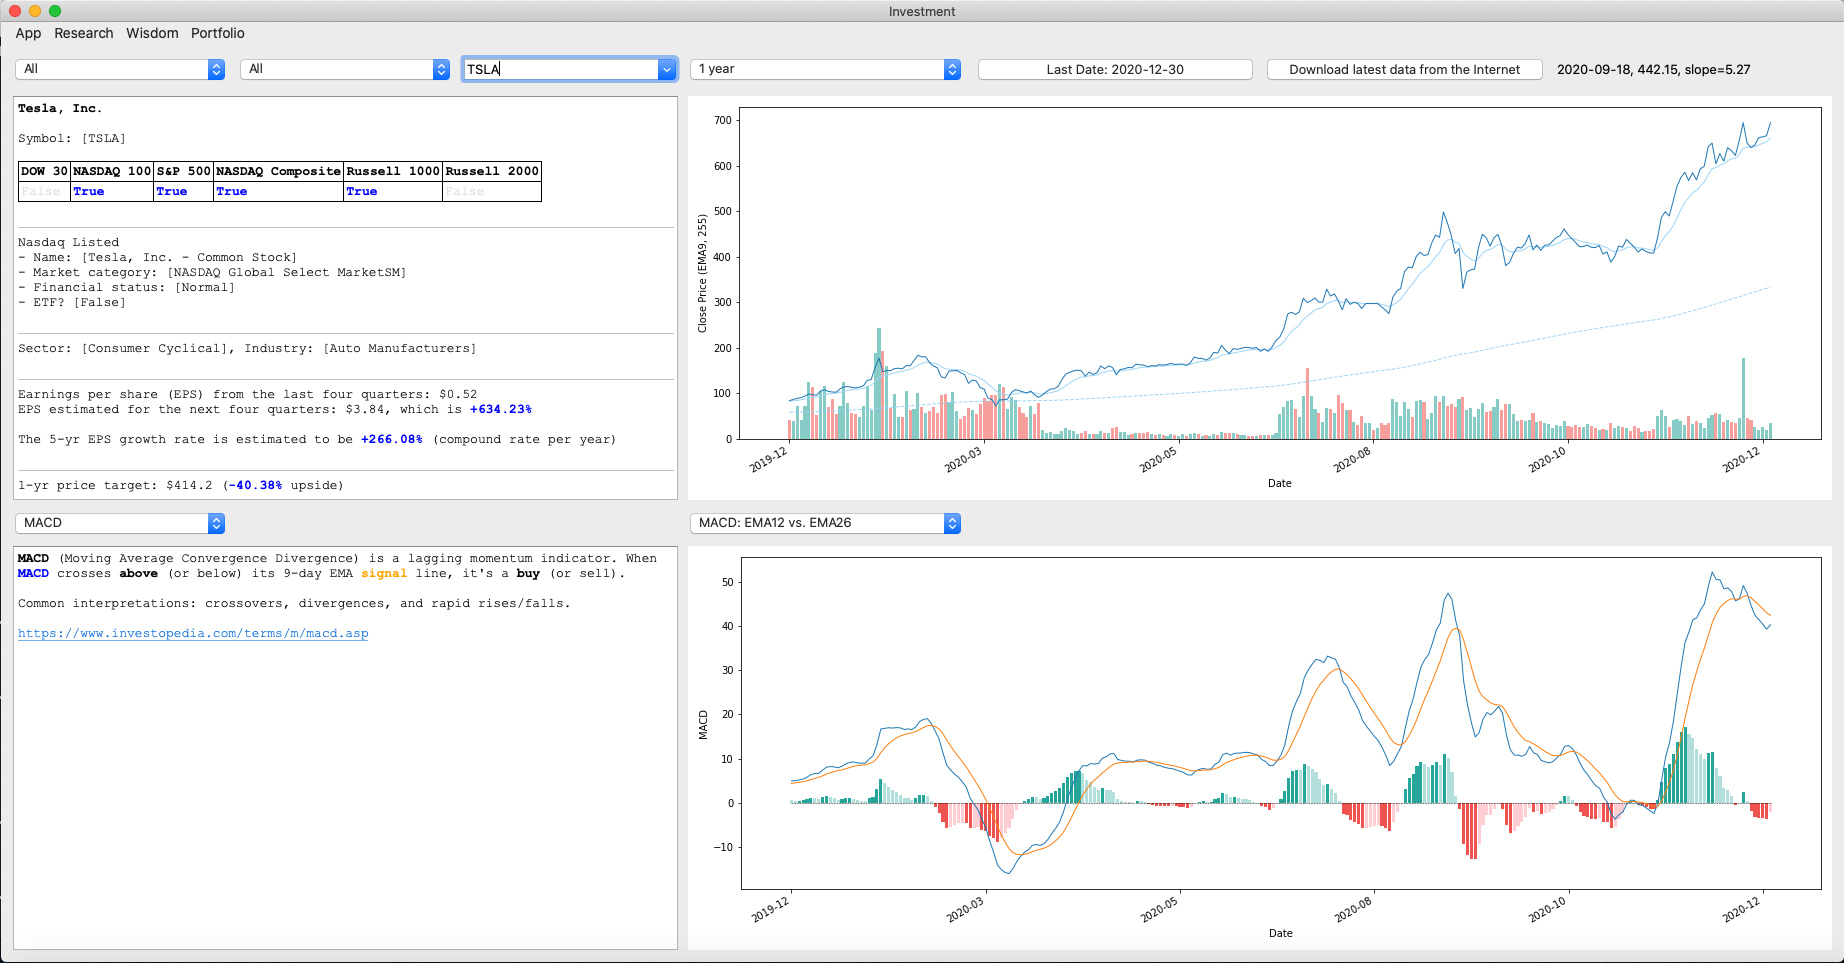 Investment
App Research Wisdom Portfolio
All All TSLA 1 year Last Date: 2020-12-30 Download latest data from the Internet 2020-09-18, 442.15, slope=5.27
Tesla, Inc.
Symbol: [TSLA]
DOW 30 NASDAQ 100 S&P 500 NASDAQ Composite Russell 1000 Russell 2000
False True True True True False
Nasdaq Listed
- Name: [Tesla, Inc. - Common Stock]
- Market category: [NASDAQ Global Select MarketSM]
- Financial status: [Normal]
- ETF? [False]
Sector: [Consumer Cyclical], Industry: [Auto Manufacturers]
Earnings per share (EPS) from the last four quarters: $0.52
EPS estimated for the next four quarters: $3.84, which is +634.23%
The 5-yr EPS growth rate is estimated to be +266.08% (compound rate per year)
1-yr price target: $414.2 (-40.38% upside)
700
600
500
400
300
200
100
0
Close Price (EMA9, 255)
2019-12 2020-03 2020-05 2020-08 2020-10 2020-12
Date
MACD MACD: EMA12 vs. EMA26
MACD (Moving Average Convergence Divergence) is a lagging momentum indicator. When
MACD crosses above (or below) its 9-day EMA signal line, it's a buy (or sell).
Common interpretations: crossovers, divergences, and rapid rises/falls.
https://www.investopedia.com/terms/m/macd.asp
50
40
30
20
10
0
−10
MACD
2019-12 2020-03 2020-05 2020-08 2020-10 2020-12
Date